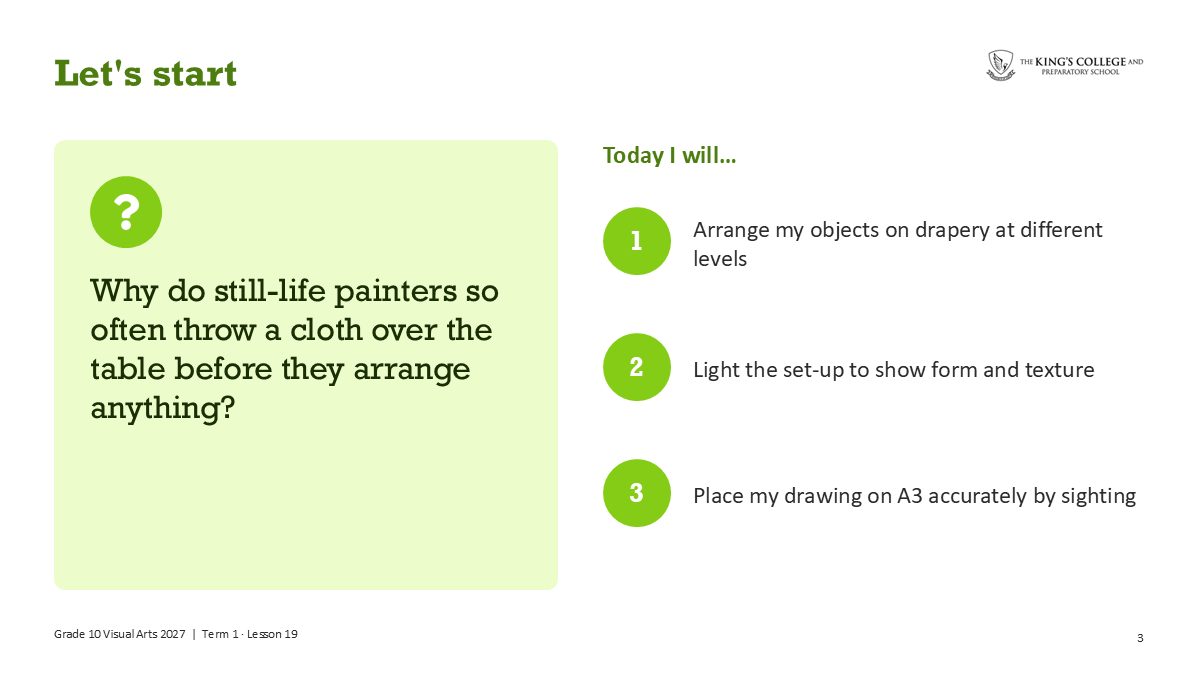 Let's start
THE KING'S COLLEGE AND
PREPARATORY SCHOOL
?
Why do still-life painters so
often throw a cloth over the
table before they arrange
anything?
Today I will...
1
Arrange my objects on drapery at different
levels
2
Light the set-up to show form and texture
3
Place my drawing on A3 accurately by sighting
Grade 10 Visual Arts 2027 | Term 1 · Lesson 19
3